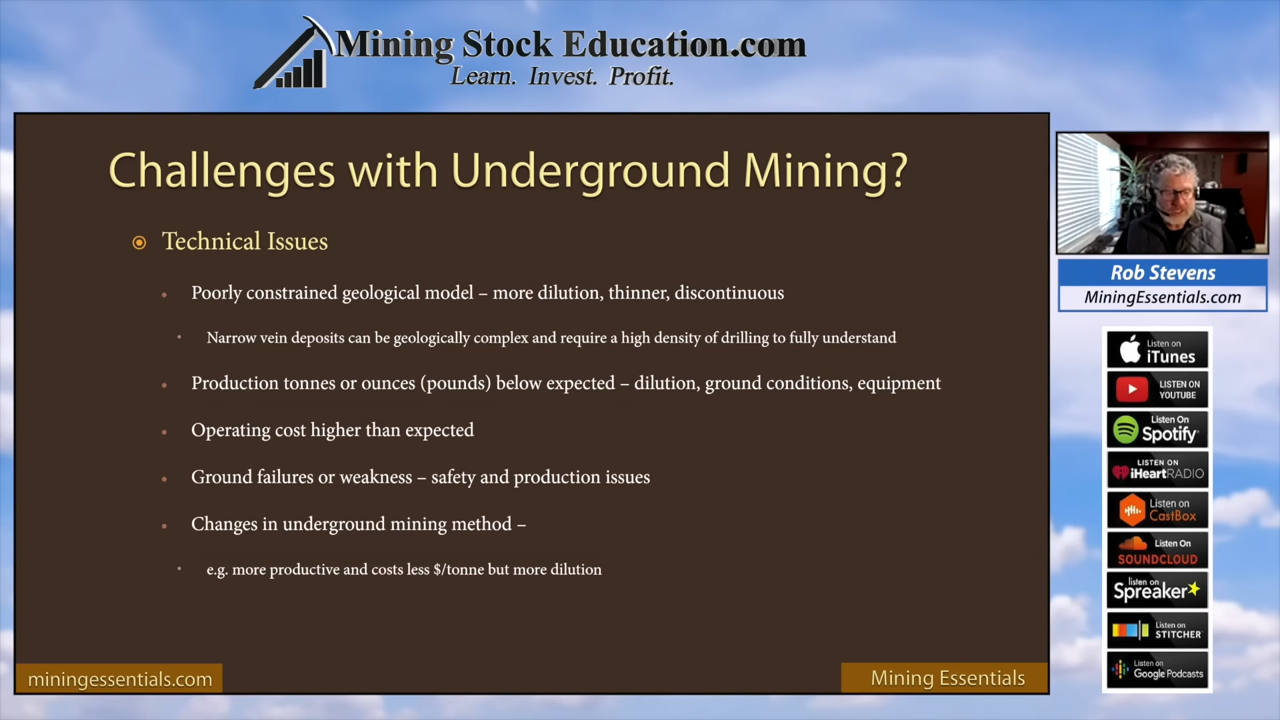 Mining Stock Education.com
Learn. Invest. Profit.
Challenges with Underground Mining?
Technical Issues
Poorly constrained geological model – more dilution, thinner, discontinuous
Narrow vein deposits can be geologically complex and require a high density of drilling to fully understand
Production tonnes or ounces (pounds) below expected – dilution, ground conditions, equipment
Operating cost higher than expected
Ground failures or weakness – safety and production issues
Changes in underground mining method –
e.g. more productive and costs less $/tonne but more dilution
miningessentials.com
Mining Essentials
Rob Stevens
MiningEssentials.com
Listen on
iTunes
LISTEN ON
YOUTUBE
Listen On
Spotify
LISTEN ON
iHeartRADIO
Listen on
CastBox
Listen On
SOUNDCLOUD
listen on
Spreaker
Listen on
STITCHER
Listen on
Google Podcasts